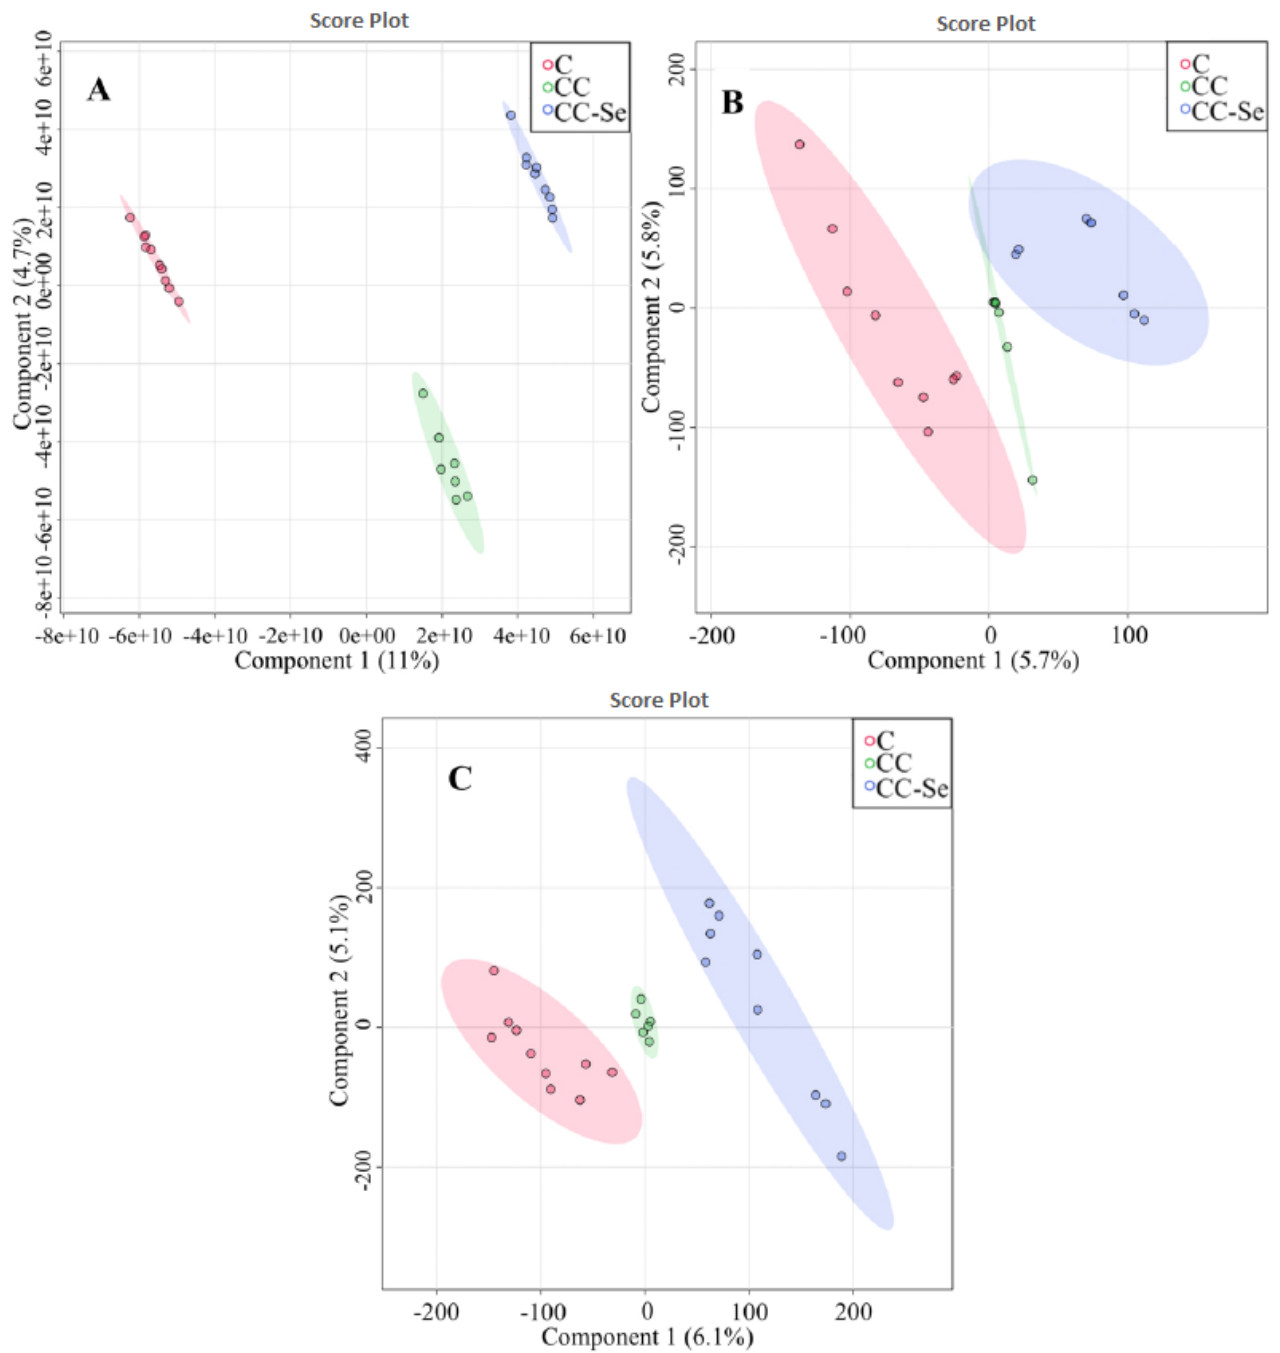 Score Plot
A
C
CC
CC-Se
Component 2 (4.7%)
6e+10
4e+10
2e+10
0e+00
-2e+10
-4e+10
-6e+10
-8e+10
-8e+10 -6e+10 -4e+10 -2e+10 0e+00 2e+10 4e+10 6e+10
Component 1 (11%)
Score Plot
B
C
CC
CC-Se
Component 2 (5.8%)
200
100
0
-100
-200
-200 -100 0 100
Component 1 (5.7%)
Score Plot
C
C
CC
CC-Se
Component 2 (5.1%)
400
200
0
-200
-200 -100 0 100 200
Component 1 (6.1%)